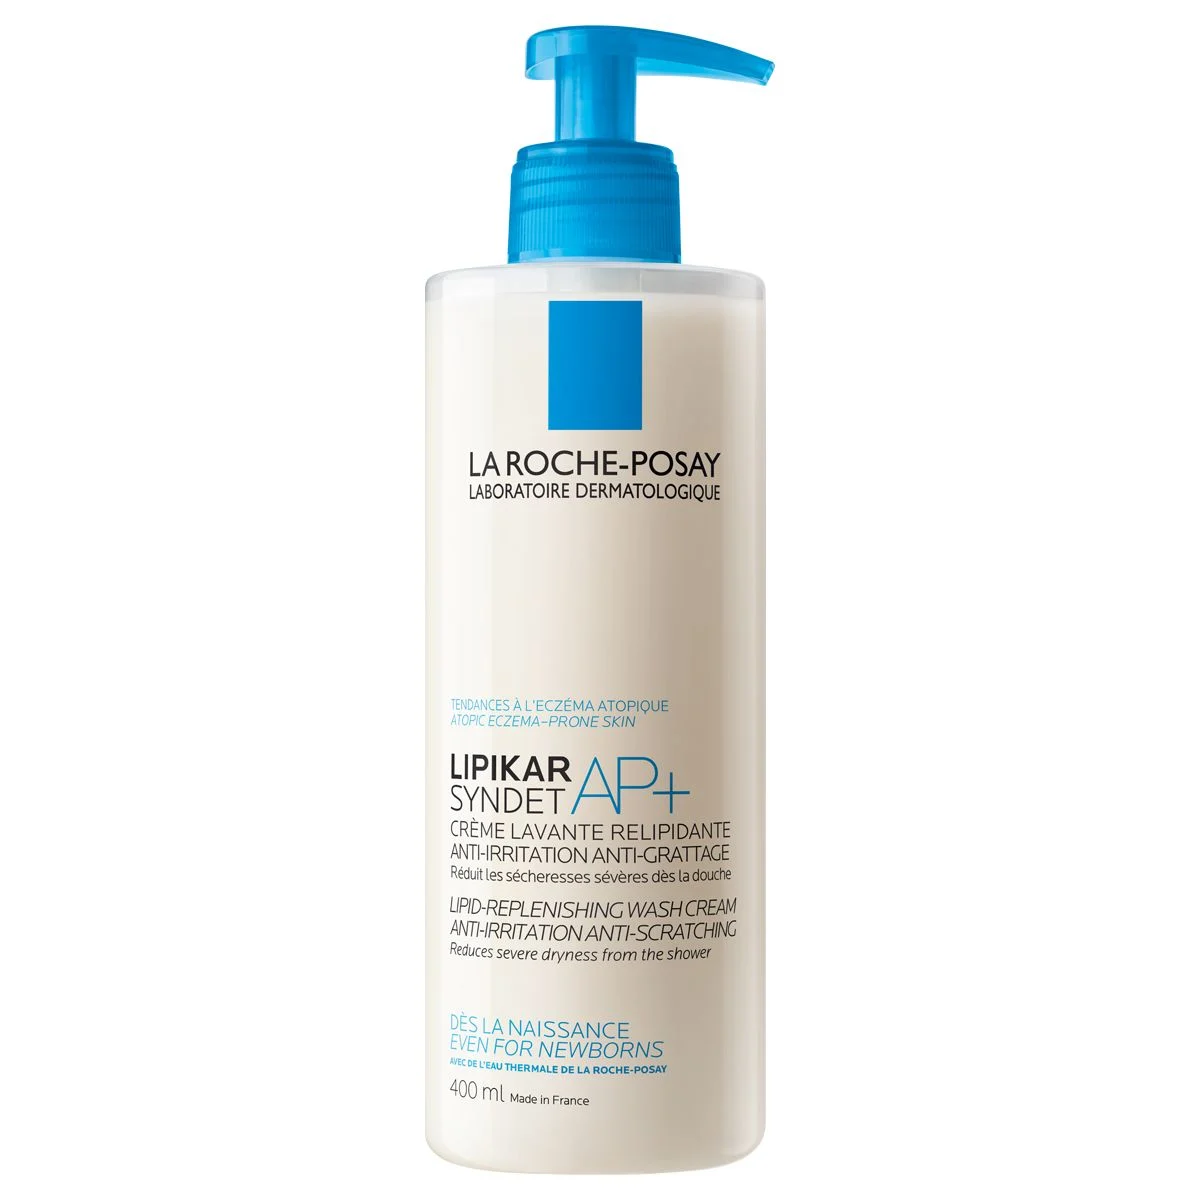 LA ROCHE-POSAY
LABORATOIRE DERMATOLOGIQUE
TENDANCES À L'ECZÉMA ATOPIQUE
ATOPIC ECZEMA-PRONE SKIN
LIPIKAR
SYNDET AP+
CRÈME LAVANTE RELIPIDANTE
ANTI-IRRITATION ANTI-GRATTAGE
Réduit les sécheresses sévères dès la douche
LIPID-REPLENISHING WASH CREAM
ANTI-IRRITATION ANTI-SCRATCHING
Reduces severe dryness from the shower
DÈS LA NAISSANCE
EVEN FOR NEWBORNS
AVEC DE L'EAU THERMALE DE LA ROCHE-POSAY
400 ml Made in France